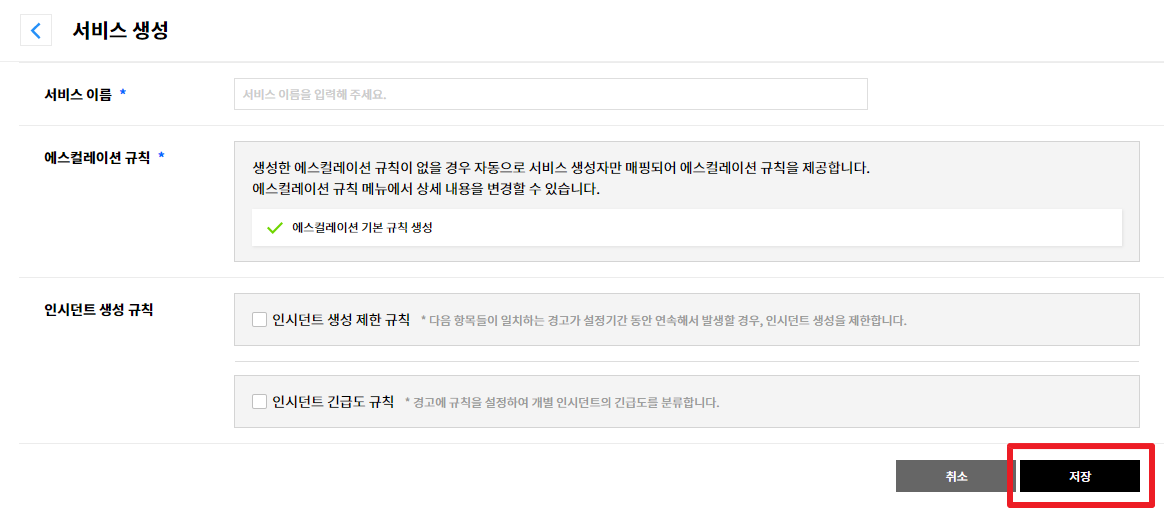 서비스 생성
서비스 이름 *
서비스 이름을 입력해 주세요.
에스컬레이션 규칙 *
생성한 에스컬레이션 규칙이 없을 경우 자동으로 서비스 생성자만 매핑되어 에스컬레이션 규칙을 제공합니다.
에스컬레이션 규칙 메뉴에서 상세 내용을 변경할 수 있습니다.
에스컬레이션 기본 규칙 생성
인시던트 생성 규칙
인시던트 생성 제한 규칙 * 다음 항목들이 일치하는 경고가 설정기간 동안 연속해서 발생할 경우, 인시던트 생성을 제한합니다.
인시던트 긴급도 규칙 * 경고에 규칙을 설정하여 개별 인시던트의 긴급도를 분류합니다.
취소 저장